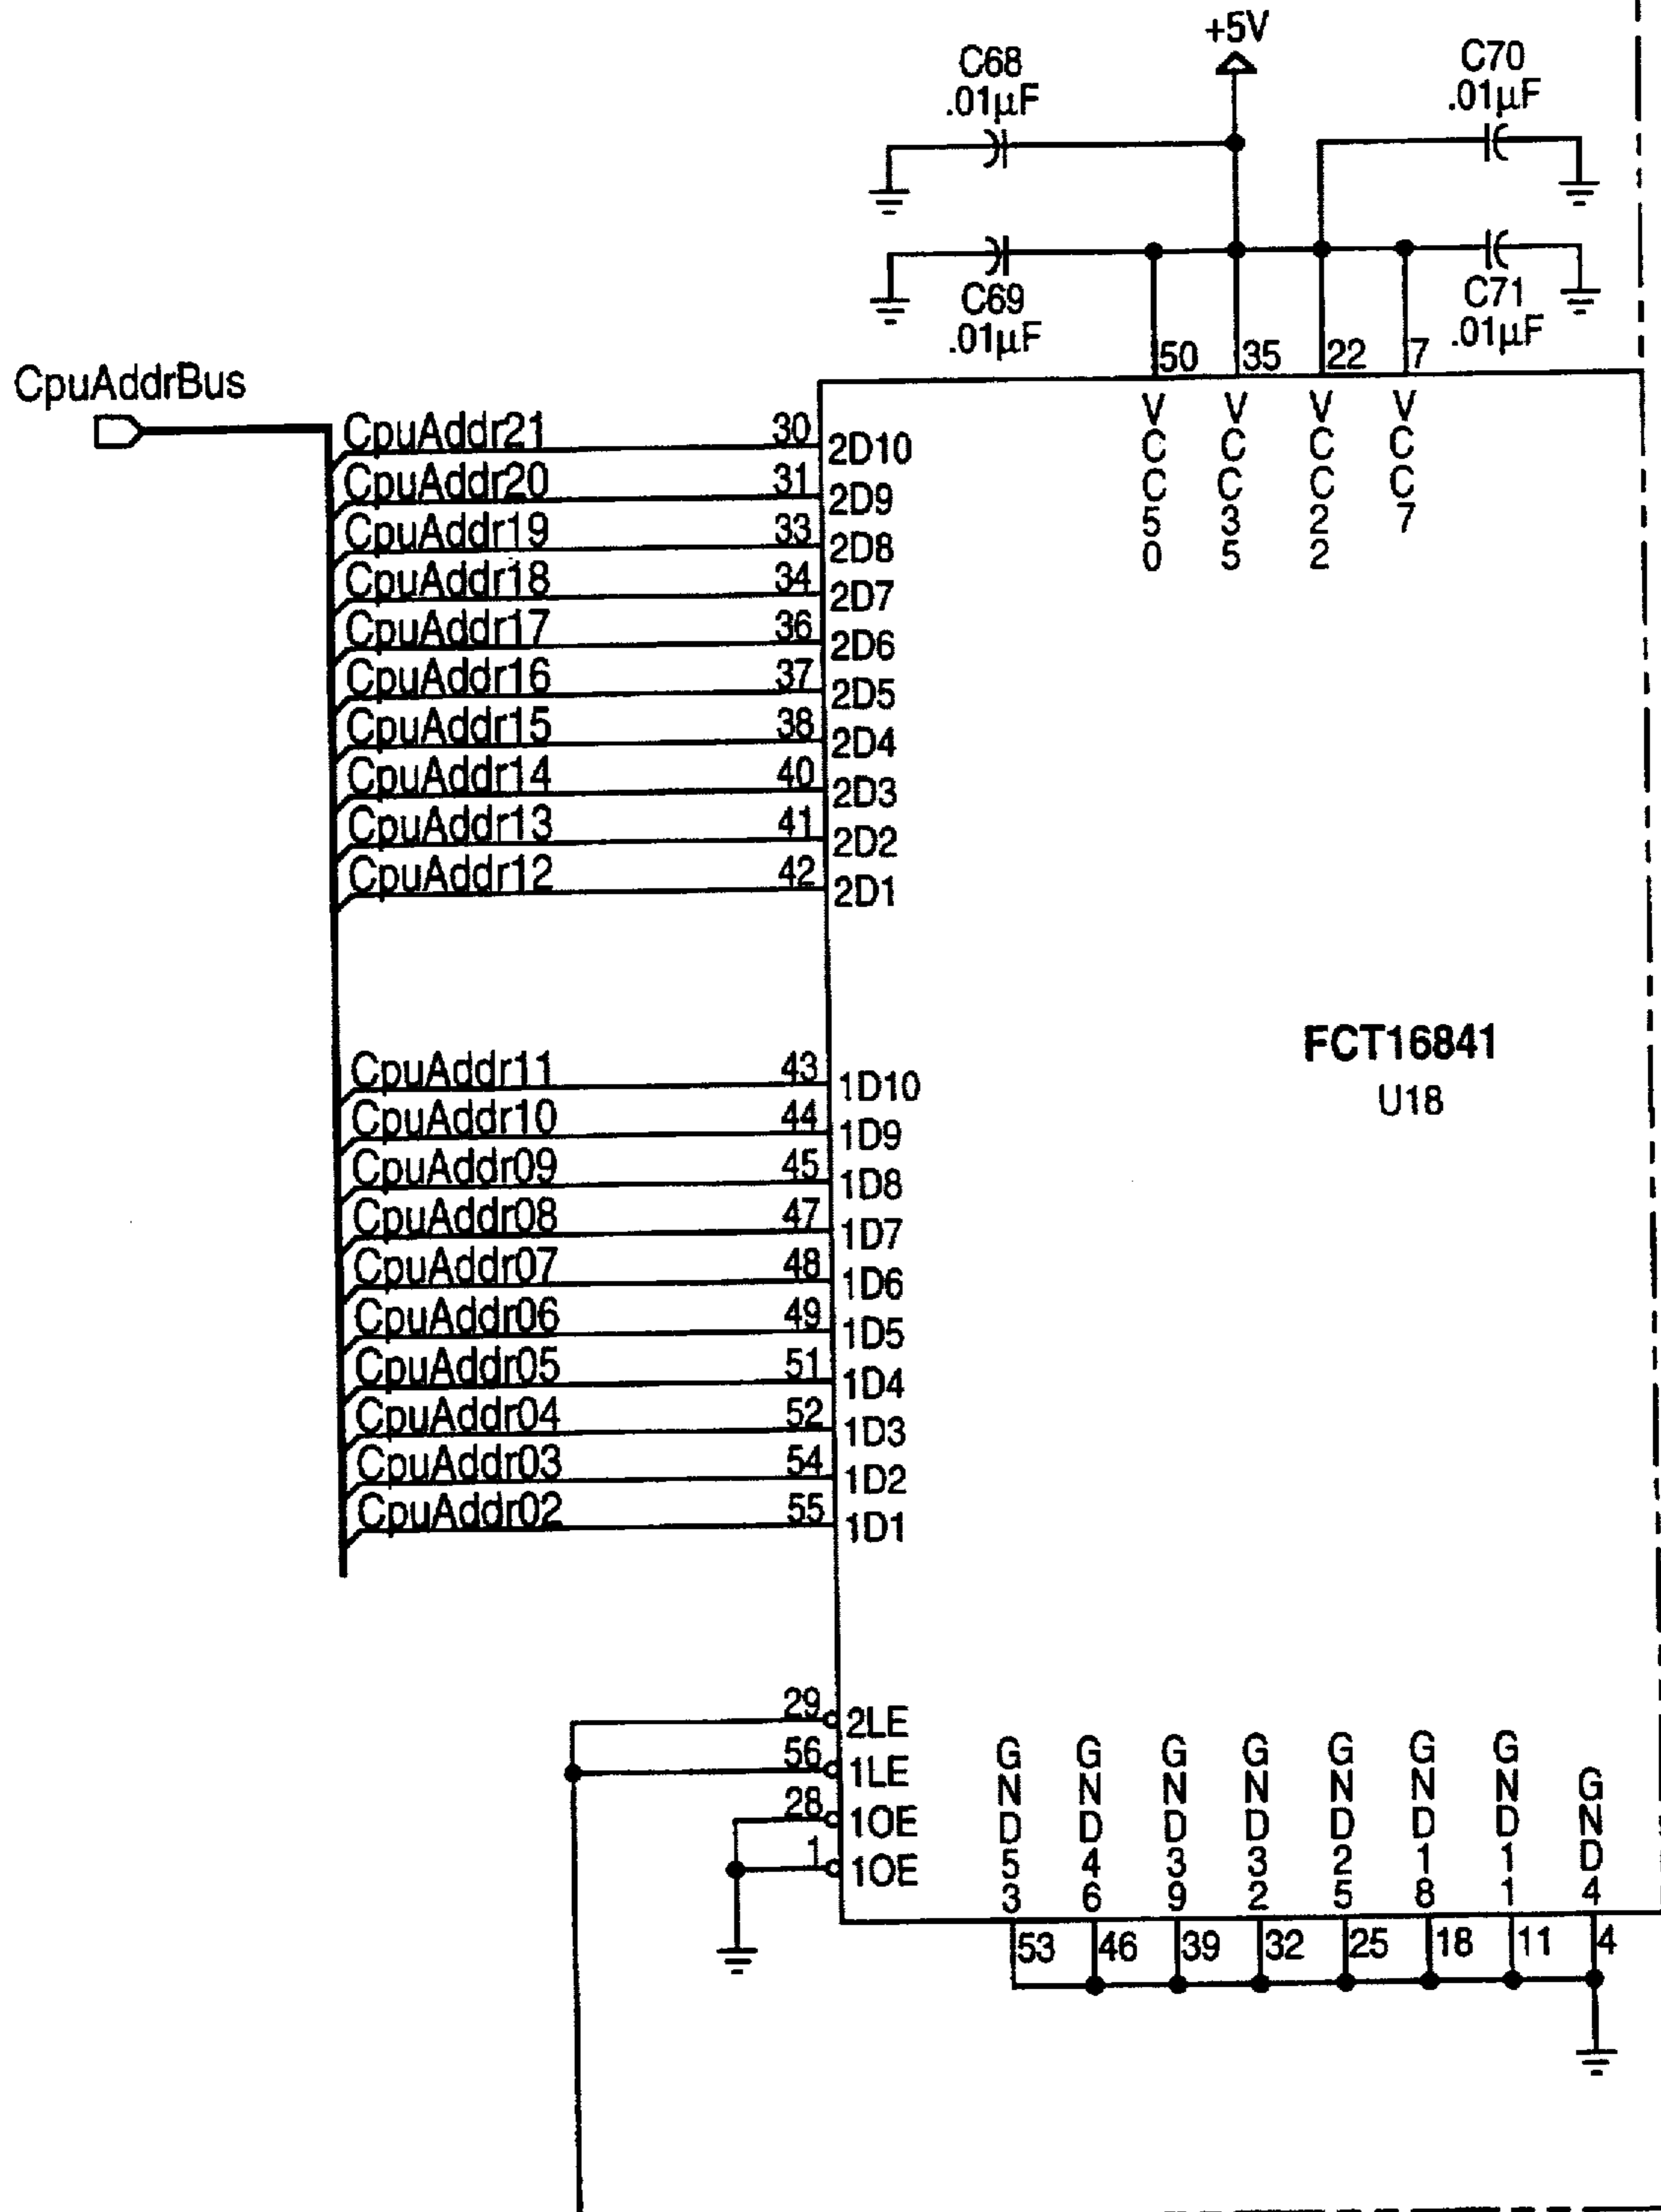 +5V
C68
.01µF
C70
.01µF
C69
.01µF
C71
.01µF
50
35
22
7
VCC50
VCC35
VCC22
VCC7
CpuAddrBus
CpuAddr21 30 2D10
CpuAddr20 31 2D9
CpuAddr19 33 2D8
CpuAddr18 34 2D7
CpuAddr17 36 2D6
CpuAddr16 37 2D5
CpuAddr15 38 2D4
CpuAddr14 40 2D3
CpuAddr13 41 2D2
CpuAddr12 42 2D1
FCT16841
U18
CpuAddr11 43 1D10
CpuAddr10 44 1D9
CpuAddr09 45 1D8
CpuAddr08 47 1D7
CpuAddr07 48 1D6
CpuAddr06 49 1D5
CpuAddr05 51 1D4
CpuAddr04 52 1D3
CpuAddr03 54 1D2
CpuAddr02 55 1D1
29 2LE
56 1LE
28 1OE
1 1OE
GND53
GND46
GND39
GND32
GND25
GND18
GND11
GND4
53
46
39
32
25
18
11
4